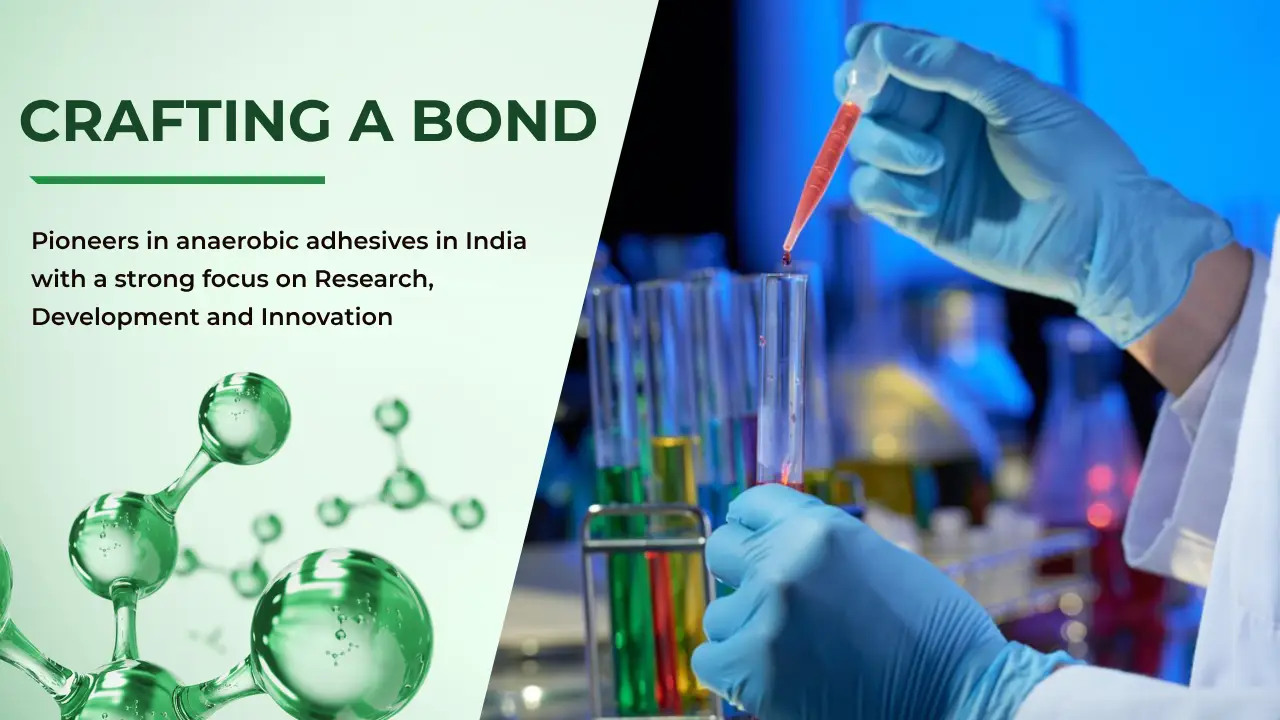 CRAFTING A BOND
Pioneers in anaerobic adhesives in India
with a strong focus on Research,
Development and Innovation